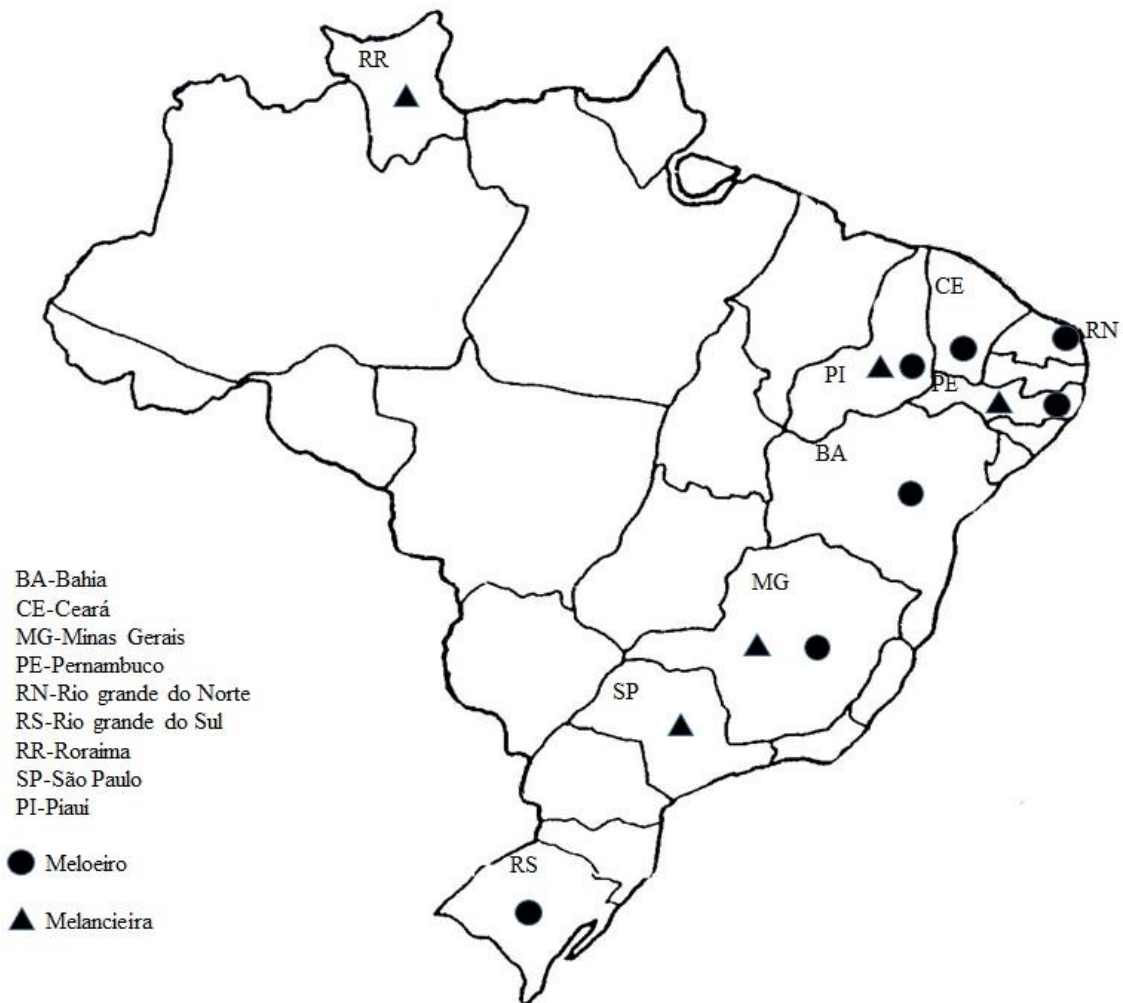 RR
CE
RN
PI
PE
BA
MG
SP
RS
BA-Bahia
CE-Ceará
MG-Minas Gerais
PE-Pernambuco
RN-Rio grande do Norte
RS-Rio grande do Sul
RR-Roraima
SP-São Paulo
PI-Piaui
Meloeiro
Melancieira